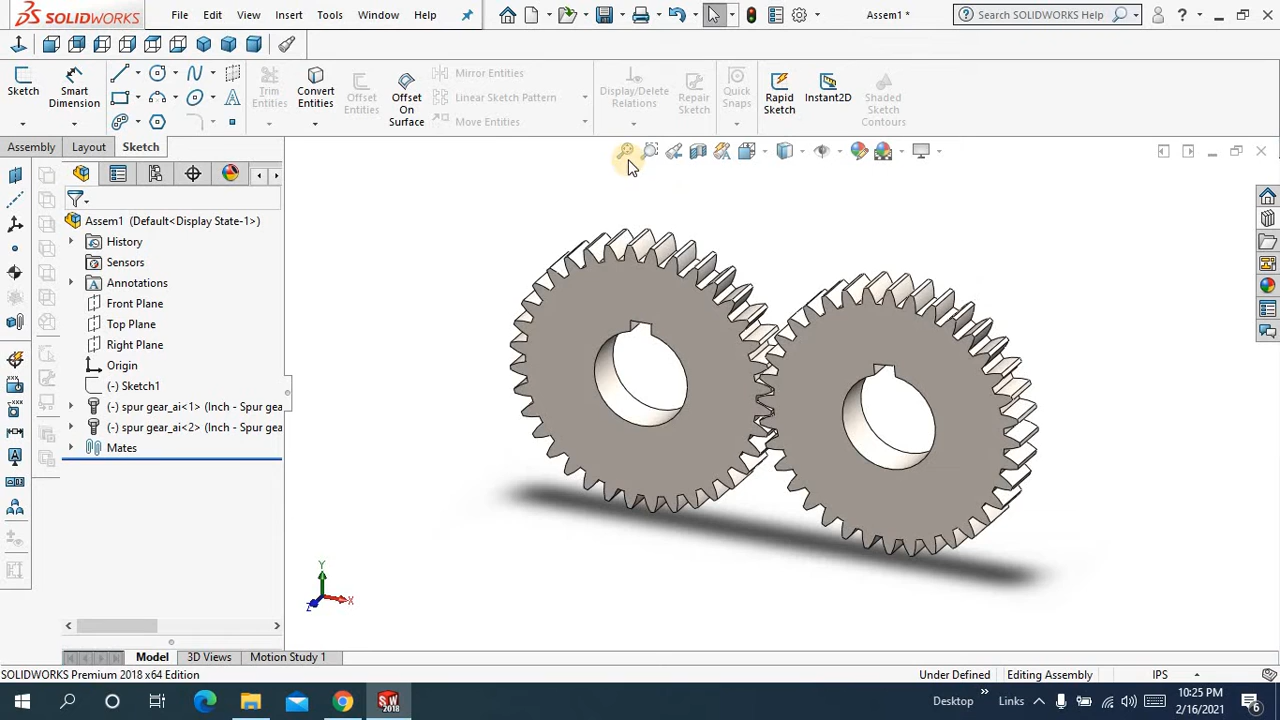 SOLIDWORKS File Edit View Insert Tools Window Help Assem1 * Search SOLIDWORKS Help ?
Sketch Smart Dimension Trim Entities Convert Entities Offset Entities Offset On Surface Mirror Entities Linear Sketch Pattern Move Entities Display/Delete Relations Repair Sketch Quick Snaps Rapid Sketch Instant2D Shaded Sketch Contours
Assembly Layout Sketch
Assem1 (Default<Display State-1>)
History
Sensors
Annotations
Front Plane
Top Plane
Right Plane
Origin
(-) Sketch1
(-) spur gear_ai<1> (Inch - Spur gea
(-) spur gear_ai<2> (Inch - Spur gea
Mates
Y
X
Z
Model 3D Views Motion Study 1
SOLIDWORKS Premium 2018 x64 Edition Under Defined Editing Assembly IPS
SW 2018 Desktop » Links 10:25 PM
2/16/2021 6